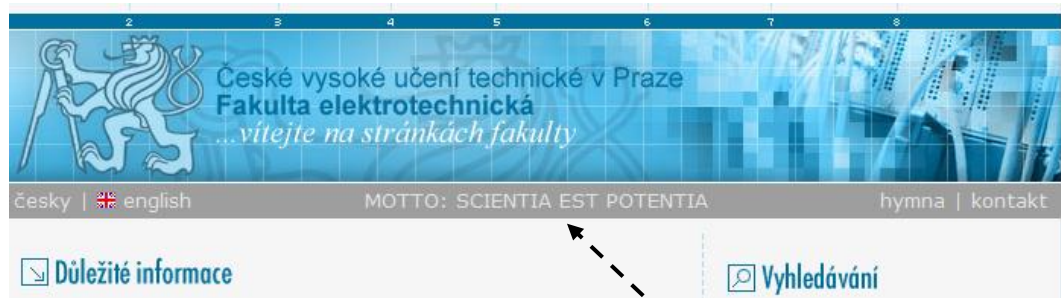 2 3 4 5 6 7 8
České vysoké učení technické v Praze
Fakulta elektrotechnická
...vítejte na stránkách fakulty
česky | english MOTTO: SCIENTIA EST POTENTIA hymna | kontakt
Důležité informace Vyhledávání